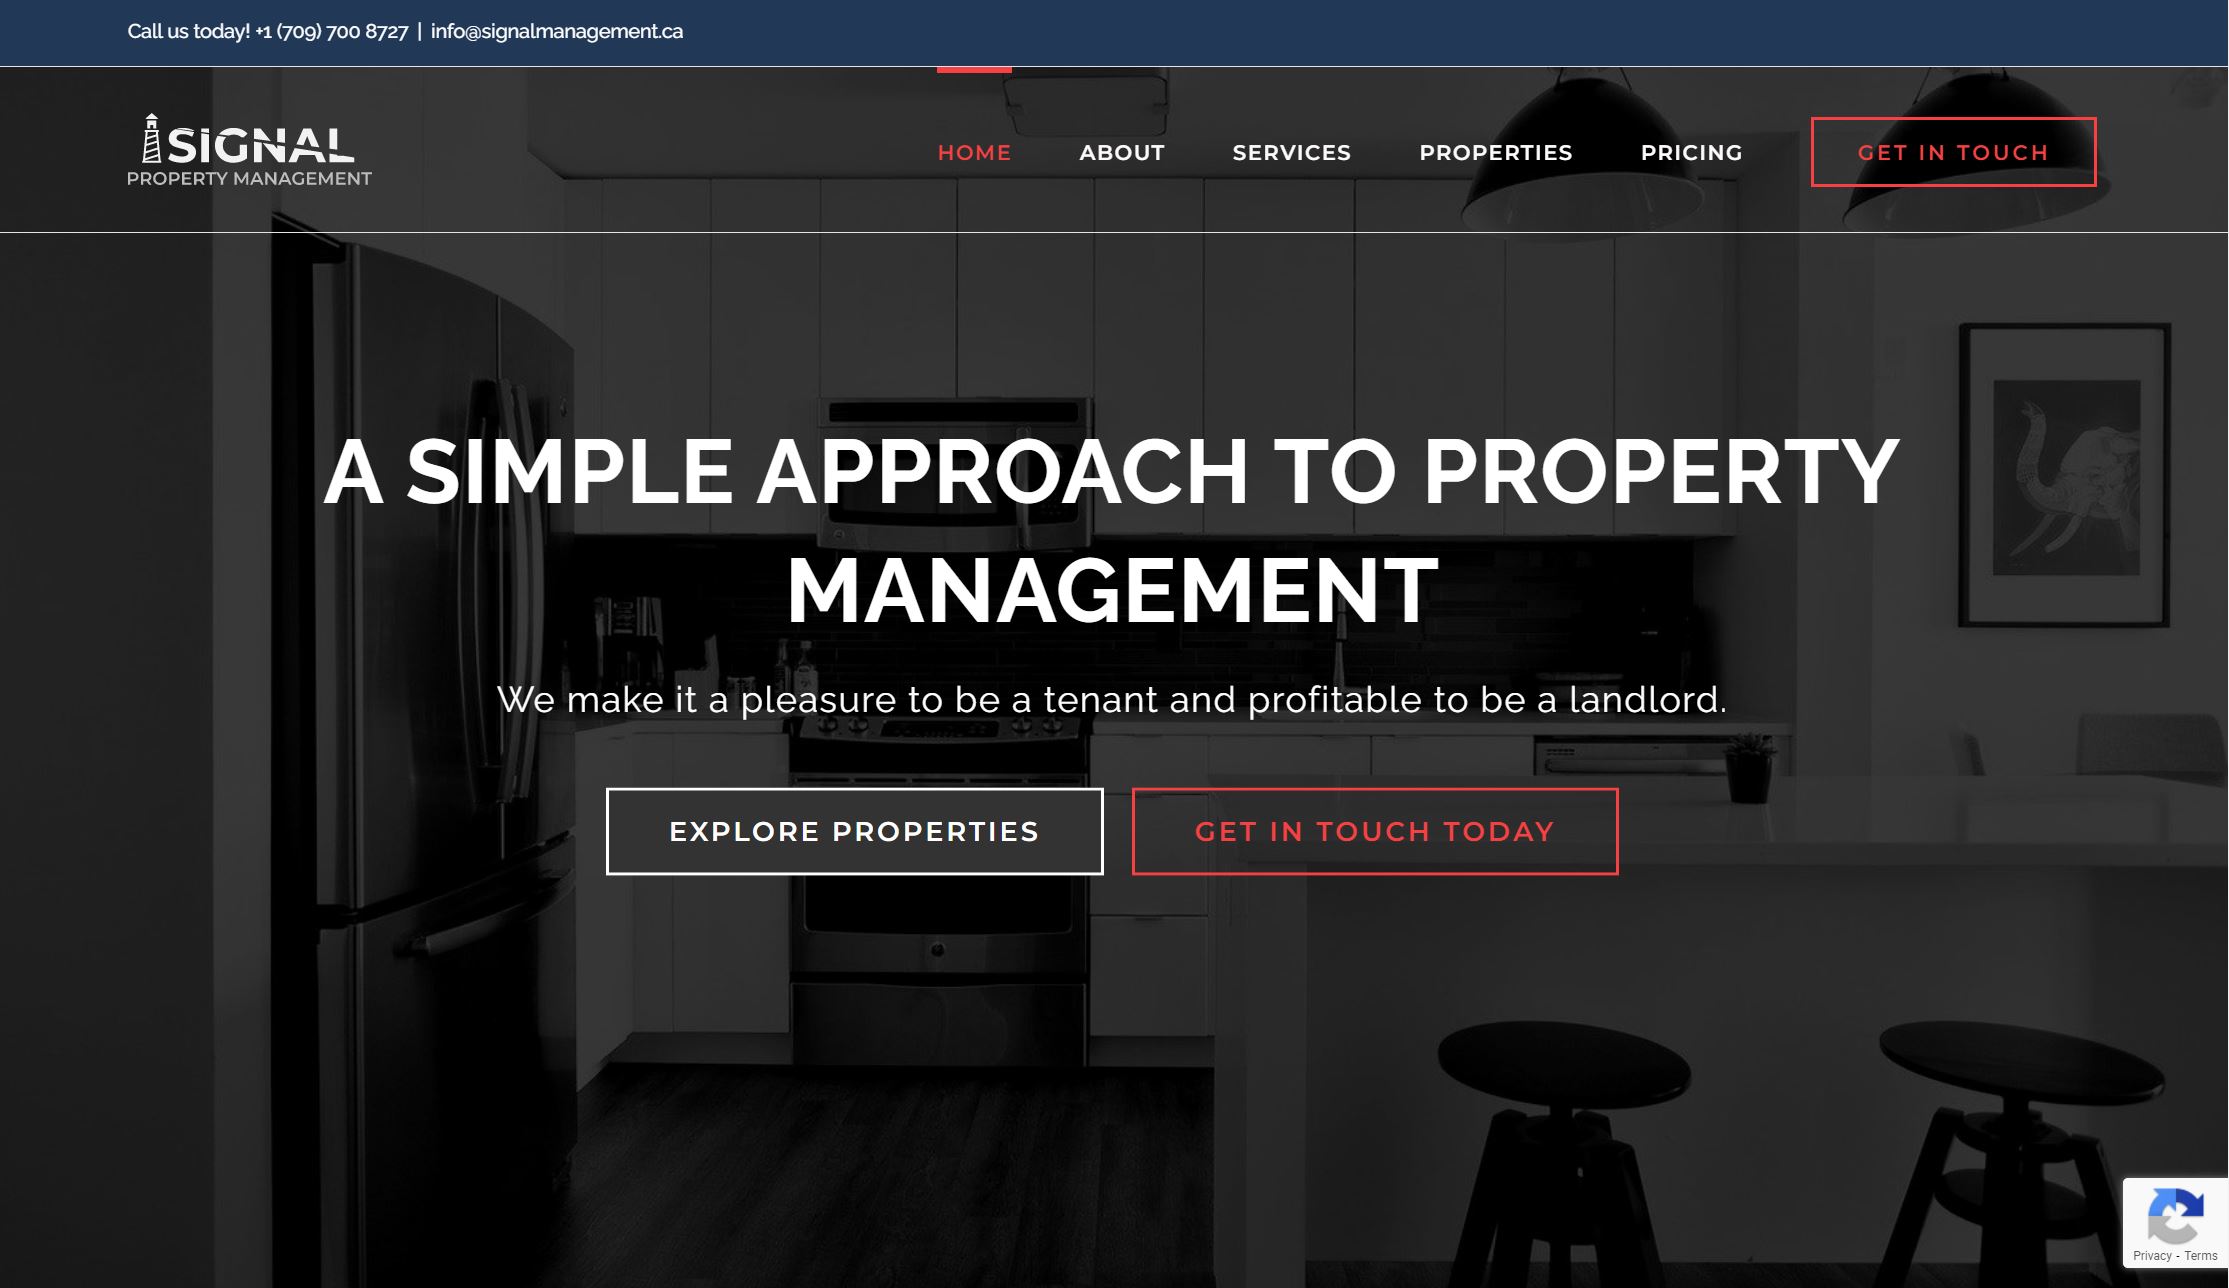 Call us today! +1 (709) 700 8727 | info@signalmanagement.ca
SIGNAL
PROPERTY MANAGEMENT
HOME ABOUT SERVICES PROPERTIES PRICING GET IN TOUCH
A SIMPLE APPROACH TO PROPERTY
MANAGEMENT
We make it a pleasure to be a tenant and profitable to be a landlord.
EXPLORE PROPERTIES GET IN TOUCH TODAY
Privacy - Terms